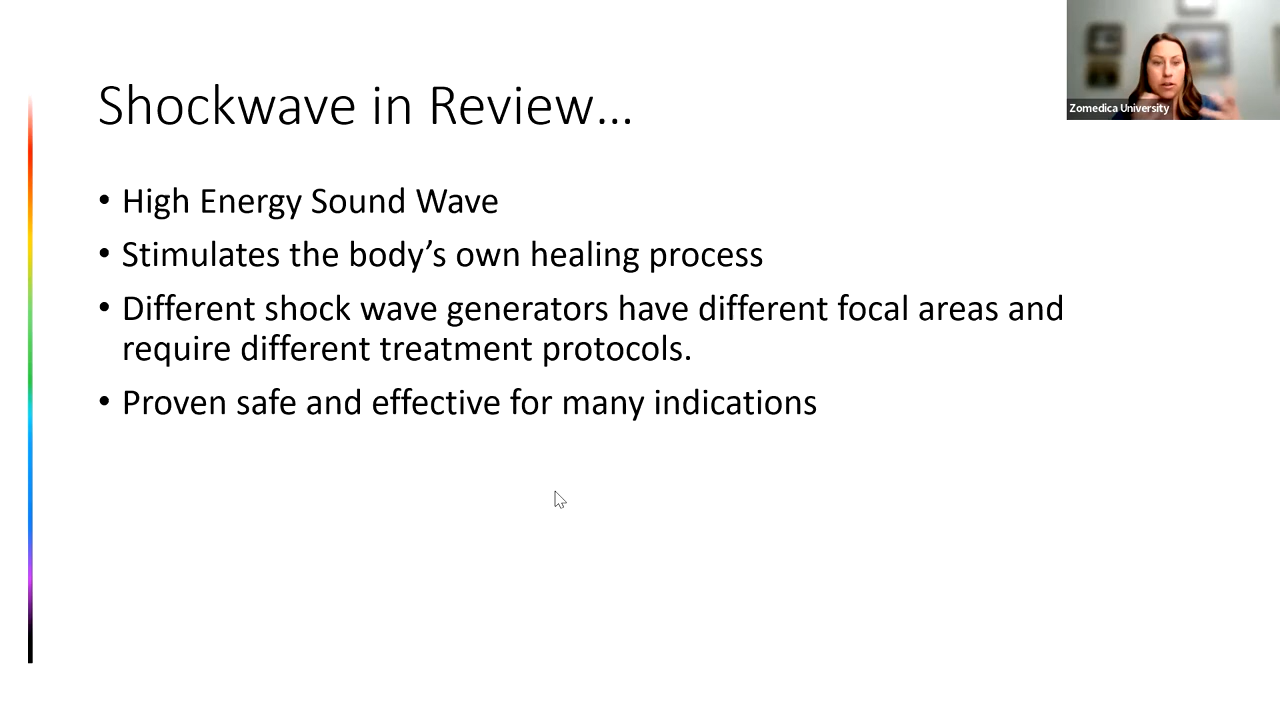 Shockwave in Review…
Zomedica University
• High Energy Sound Wave
• Stimulates the body’s own healing process
• Different shock wave generators have different focal areas and
require different treatment protocols.
• Proven safe and effective for many indications